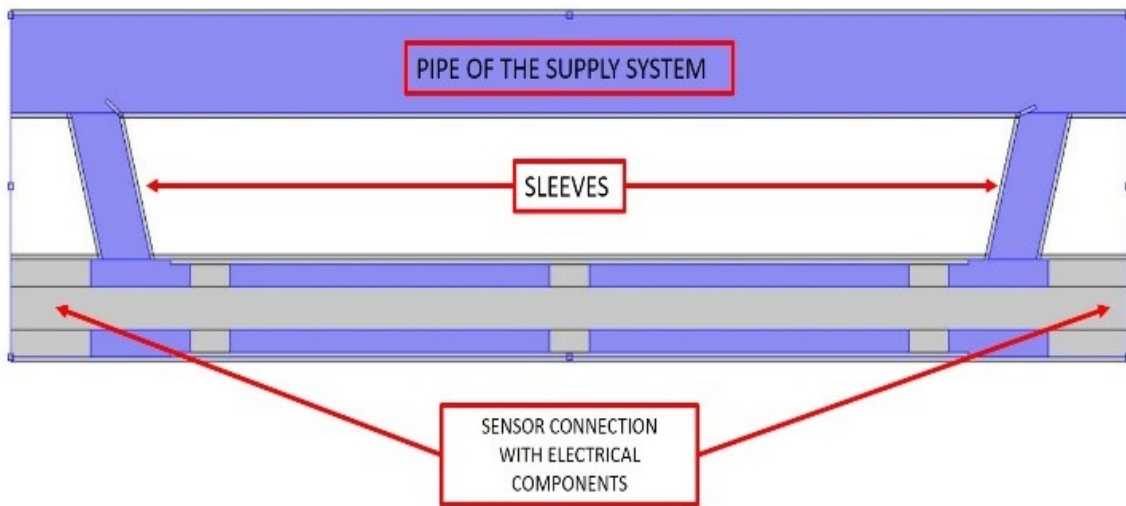 PIPE OF THE SUPPLY SYSTEM
SLEEVES
SENSOR CONNECTION
WITH ELECTRICAL
COMPONENTS